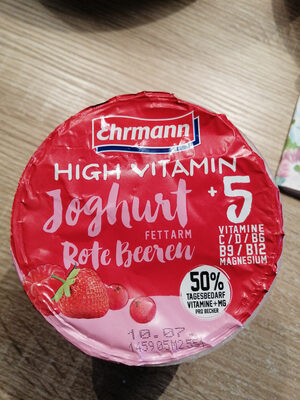 Ehrmann
HIGH VITAMIN
Joghurt
FETTARM
Rote Beeren
+5
VITAMINE
C/D/B6
B9/B12
MAGNESIUM
50%
TAGESBEDARF
VITAMINE + MG
PRO BECHER
10.07.